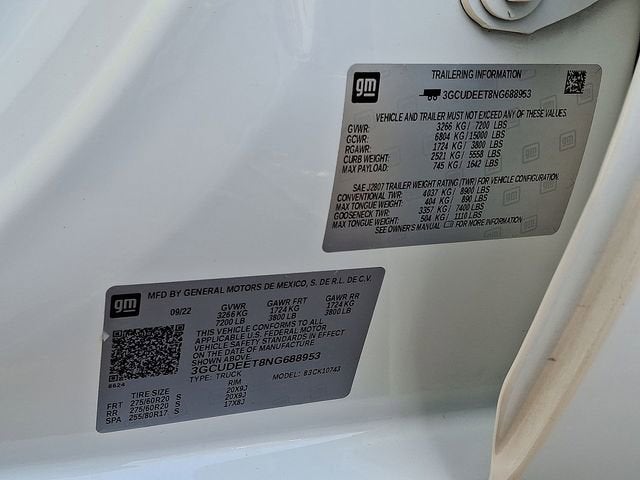 gm
TRAILERING INFORMATION
3GCUDEET8NG688953
VEHICLE AND TRAILER MUST NOT EXCEED ANY OF THESE VALUES.
GVWR: 3266 KG/ 7200 LBS
GCWR: 6804 KG/15000 LBS
RGAWR: 1724 KG/ 3800 LBS
CURB WEIGHT: 2521 KG/ 5558 LBS
MAX PAYLOAD: 745 KG/ 1642 LBS
SAE J2807 TRAILER WEIGHT RATING (TWR) FOR VEHICLE CONFIGURATION.
CONVENTIONAL TWR: 4037 KG/ 8900 LBS
MAX TONGUE WEIGHT: 404 KG/ 890 LBS
GOOSENECK TWR: 3357 KG/ 7400 LBS
MAX TONGUE WEIGHT: 504 KG/ 1110 LBS
SEE OWNER'S MANUAL FOR MORE INFORMATION
gm
MFD BY GENERAL MOTORS DE MEXICO, S. DE R.L. DE C.V.
09/22 GVWR GAWR FRT GAWR RR
3266 KG 1724 KG 1724 KG
7200 LB 3800 LB 3800 LB
THIS VEHICLE CONFORMS TO ALL
APPLICABLE U.S. FEDERAL MOTOR
VEHICLE SAFETY STANDARDS IN EFFECT
ON THE DATE OF MANUFACTURE
SHOWN ABOVE.
3GCUDEET8NG688953
TYPE: TRUCK MODEL: 83CK10743
8624
TIRE SIZE RIM
FRT 275/60R20 S 20X9J
RR 275/60R20 S 20X9J
SPA 255/80R17 S 17X8J